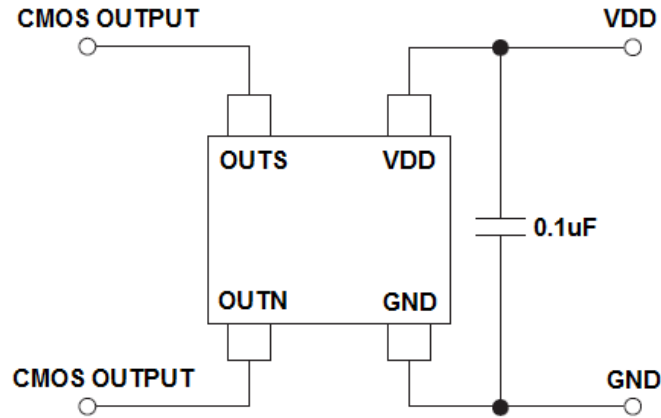 CMOS OUTPUT
VDD
OUTS
VDD
0.1uF
OUTN
GND
CMOS OUTPUT
GND